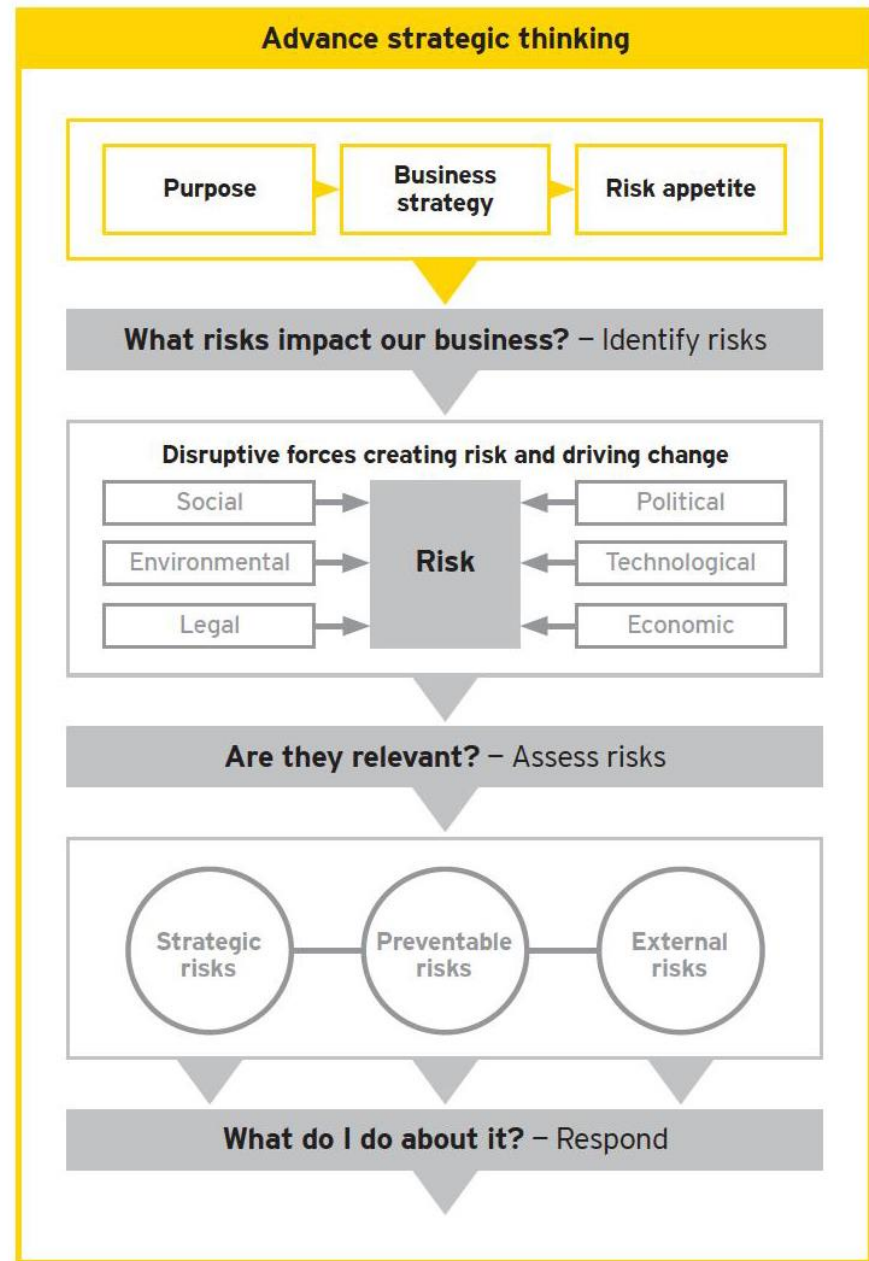 Advance strategic thinking
Purpose
Business
strategy
Risk appetite
What risks impact our business? – Identify risks
Disruptive forces creating risk and driving change
Social
Environmental
Legal
Risk
Political
Technological
Economic
Are they relevant? – Assess risks
Strategic
risks
Preventable
risks
External
risks
What do I do about it? – Respond